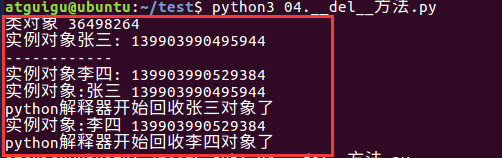 atguigu@ubuntu:~/test$ python3 04.__del__方法.py
类对象 36498264
实例对象张三: 139903990495944
------------
实例对象李四: 139903990529384
实例对象:张三 139903990495944
python解释器开始回收张三对象了
实例对象:李四 139903990529384
python解释器开始回收李四对象了